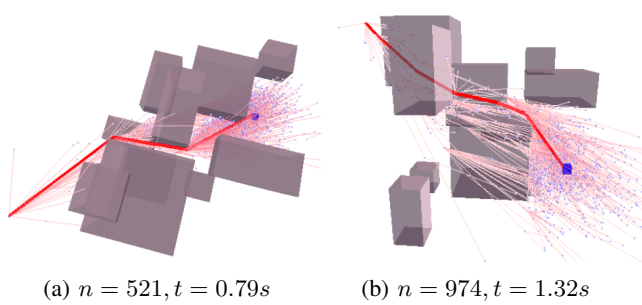 (a) n = 521, t = 0.79s
(b) n = 974, t = 1.32s